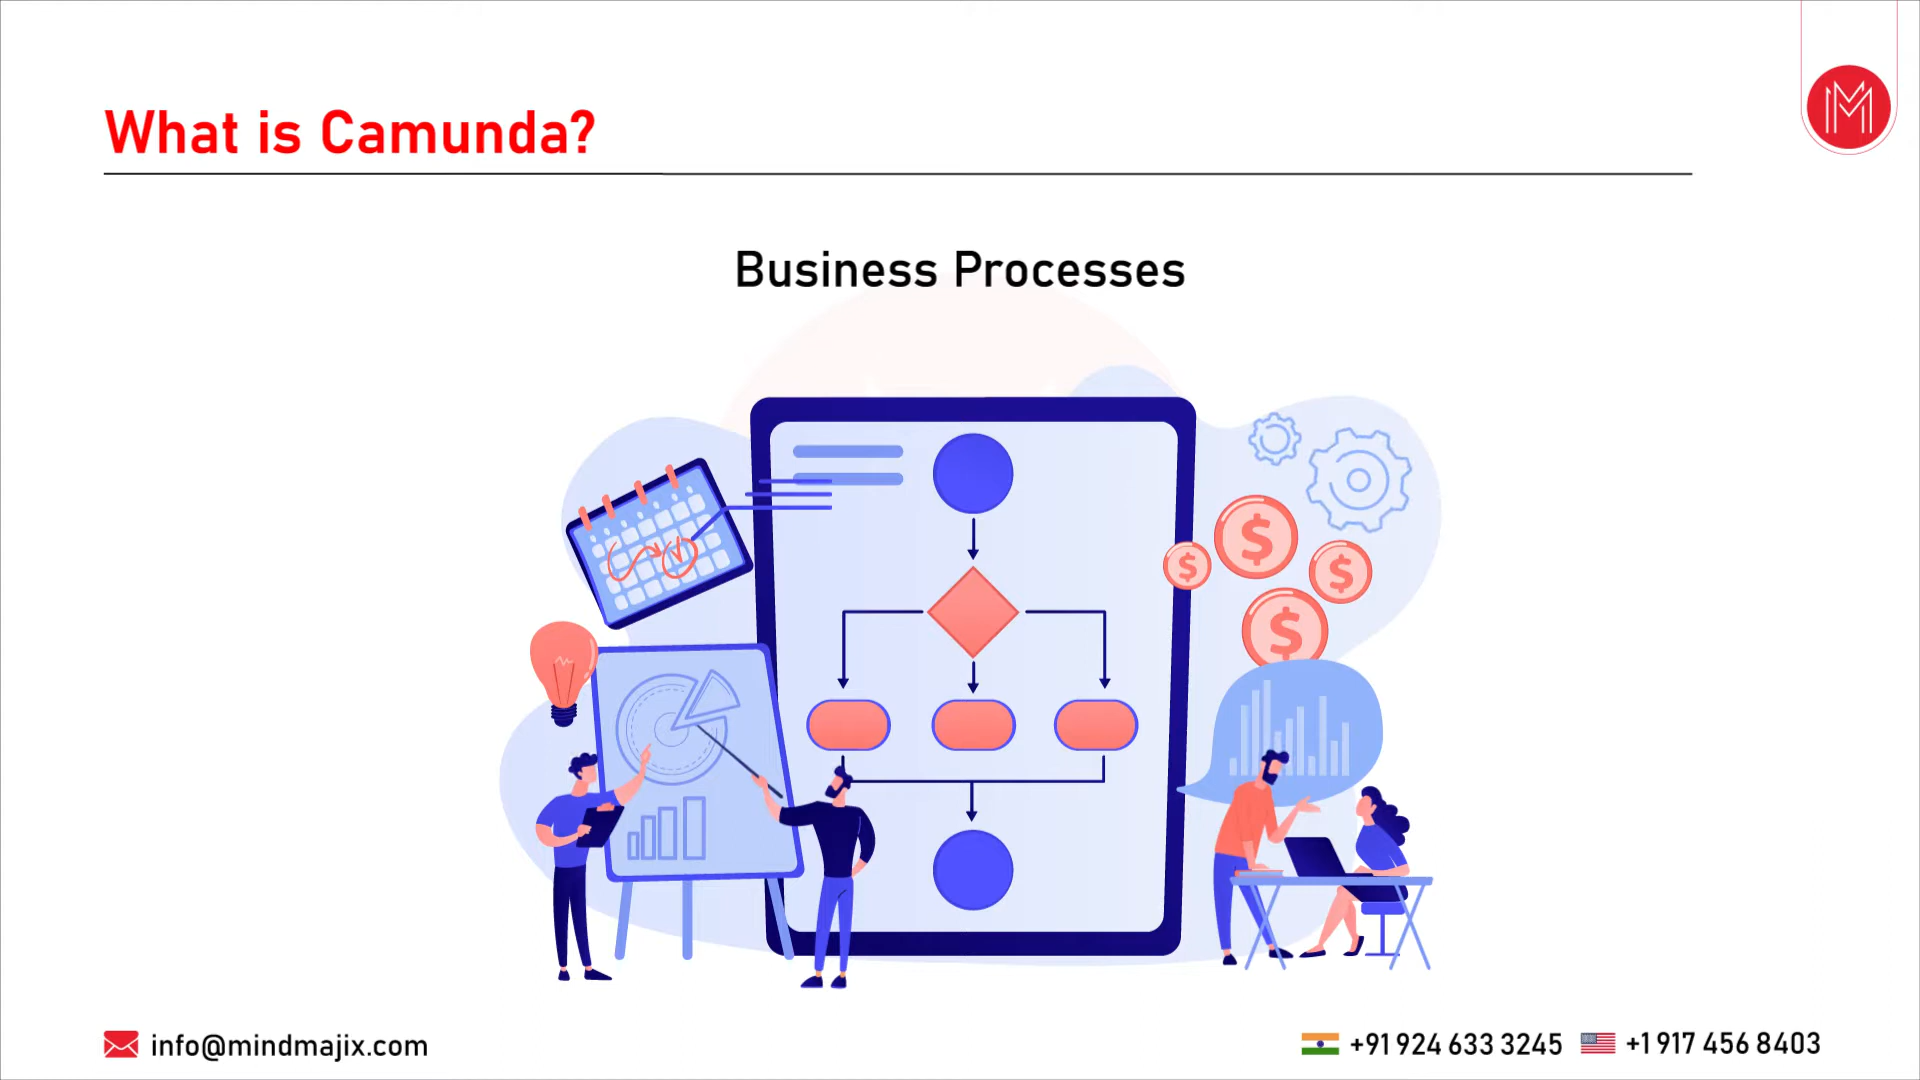 What is Camunda?
Business Processes
$
$
$
$
info@mindmajix.com
+91 924 633 3245
+1 917 456 8403